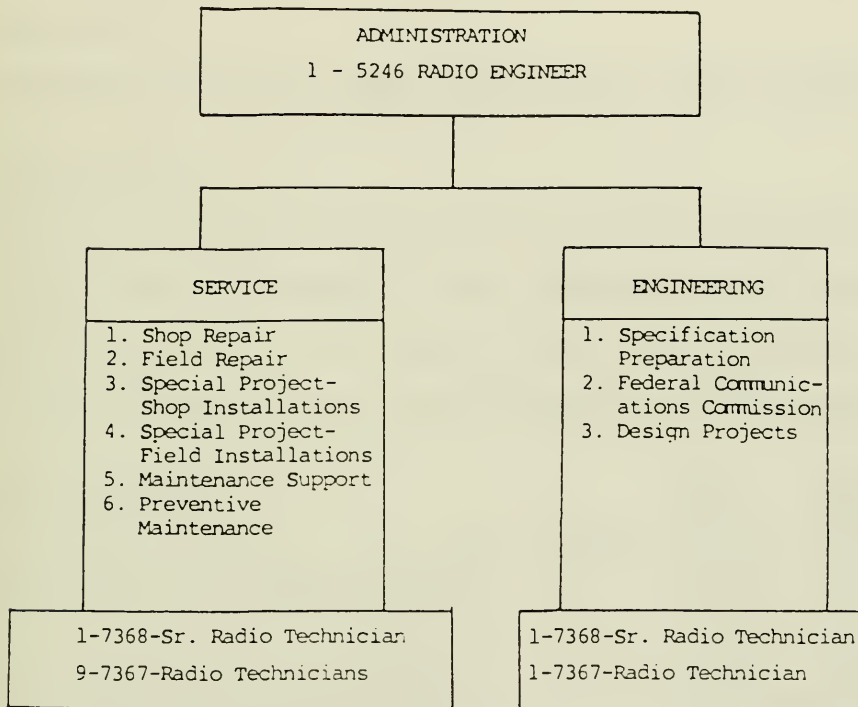 ADMINISTRATION
1 - 5246 RADIO ENGINEER
SERVICE
1. Shop Repair
2. Field Repair
3. Special Project-
Shop Installations
4. Special Project-
Field Installations
5. Maintenance Support
6. Preventive
Maintenance
1-7368-Sr. Radio Technician
9-7367-Radio Technicians
ENGINEERING
1. Specification
Preparation
2. Federal Communic-
ations Commission
3. Design Projects
1-7368-Sr. Radio Technician
1-7367-Radio Technician